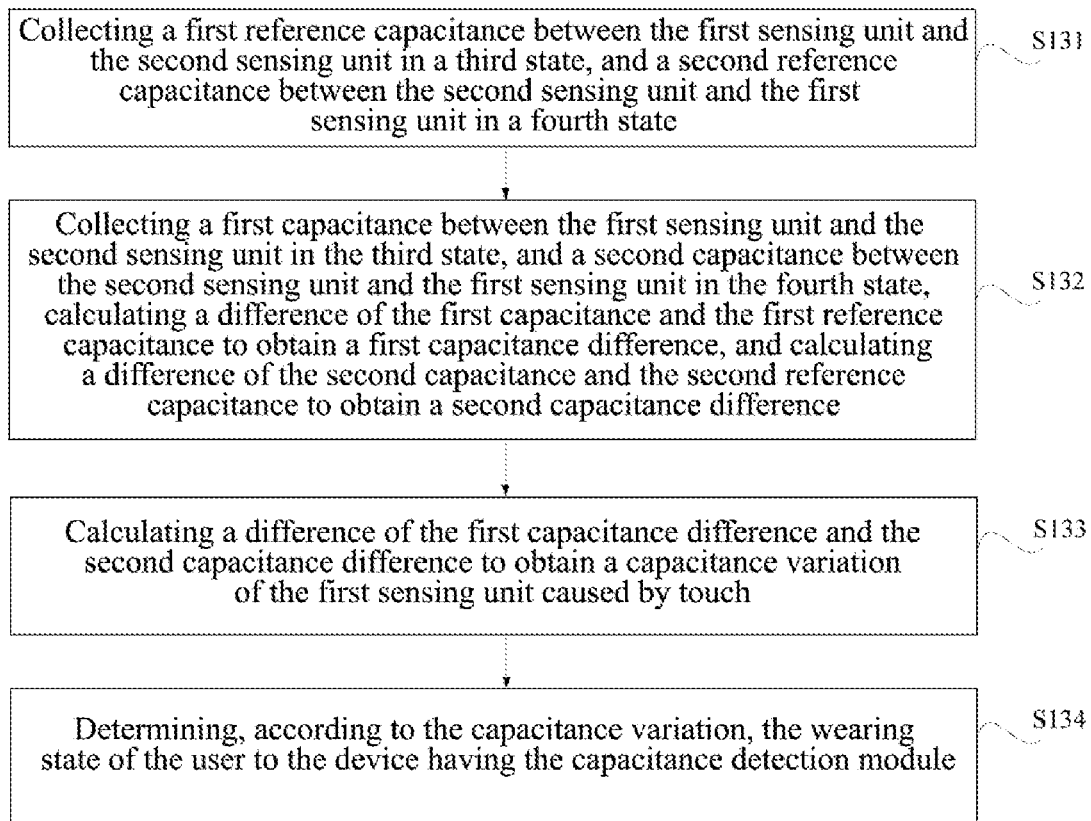 Collecting a first reference capacitance between the first sensing unit and
the second sensing unit in a third state, and a second reference
capacitance between the second sensing unit and the first
sensing unit in a fourth state
S131
Collecting a first capacitance between the first sensing unit and the
second sensing unit in the third state, and a second capacitance between
the second sensing unit and the first sensing unit in the fourth state,
calculating a difference of the first capacitance and the first reference
capacitance to obtain a first capacitance difference, and calculating
a difference of the second capacitance and the second reference
capacitance to obtain a second capacitance difference
S132
Calculating a difference of the first capacitance difference and the
second capacitance difference to obtain a capacitance variation
of the first sensing unit caused by touch
S133
Determining, according to the capacitance variation, the wearing
state of the user to the device having the capacitance detection module
S134